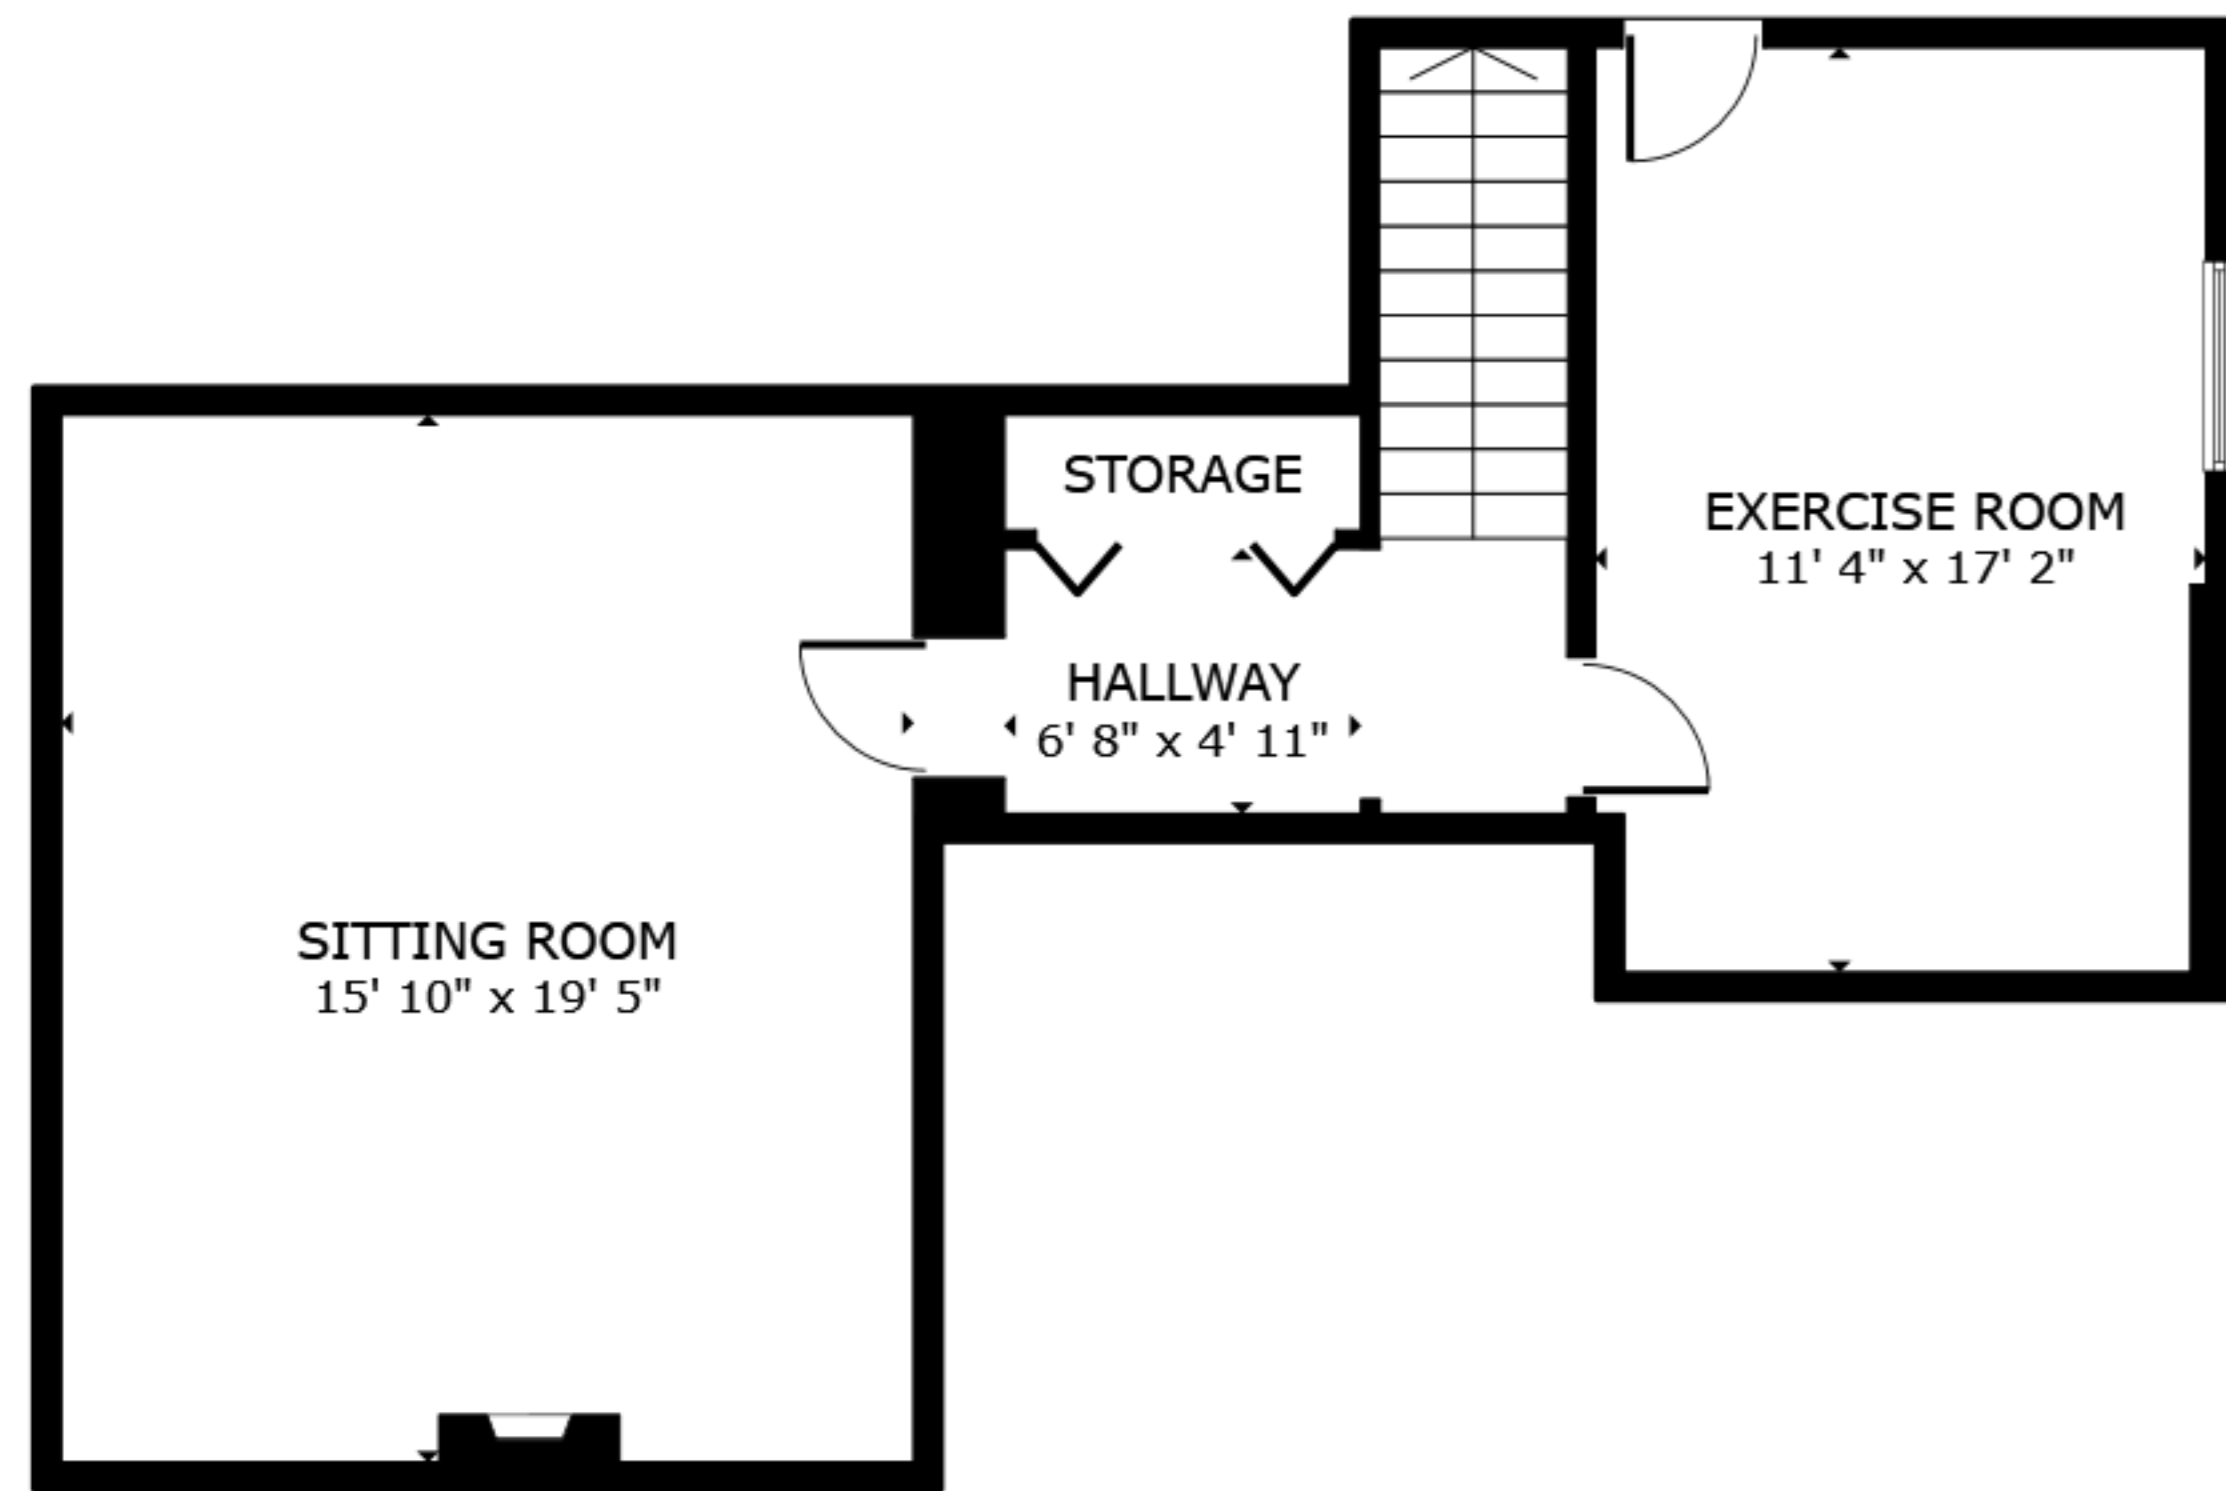 STORAGE
EXERCISE ROOM
11' 4" x 17' 2"
HALLWAY
6' 8" x 4' 11"
SITTING ROOM
15' 10" x 19' 5"